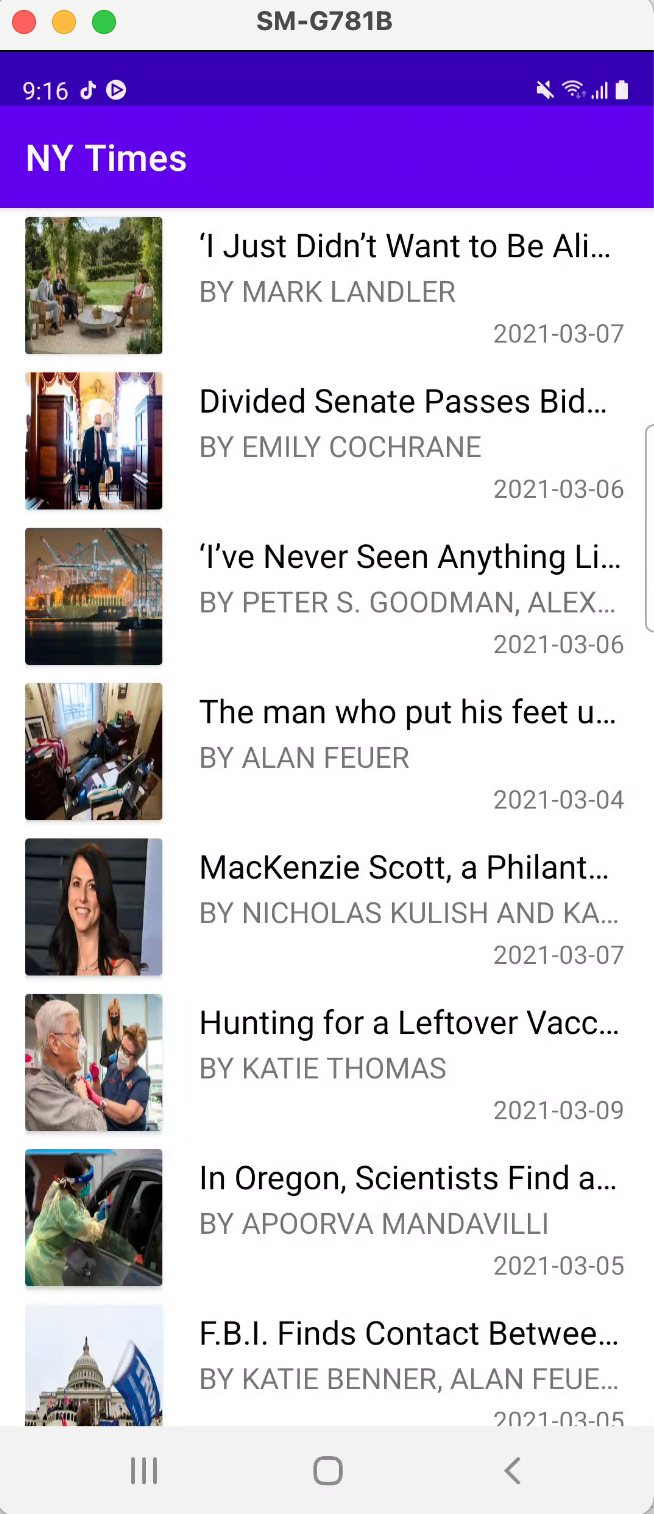 SM-G781B
9:16
NY Times
‘I Just Didn’t Want to Be Ali...
BY MARK LANDLER
2021-03-07
Divided Senate Passes Bid...
BY EMILY COCHRANE
2021-03-06
‘I’ve Never Seen Anything Li...
BY PETER S. GOODMAN, ALEX...
2021-03-06
The man who put his feet u...
BY ALAN FEUER
2021-03-04
MacKenzie Scott, a Philant...
BY NICHOLAS KULISH AND KA...
2021-03-07
Hunting for a Leftover Vacc...
BY KATIE THOMAS
2021-03-09
In Oregon, Scientists Find a...
BY APOORVA MANDAVILLI
2021-03-05
F.B.I. Finds Contact Betwee...
BY KATIE BENNER, ALAN FEUE...
2021-03-05